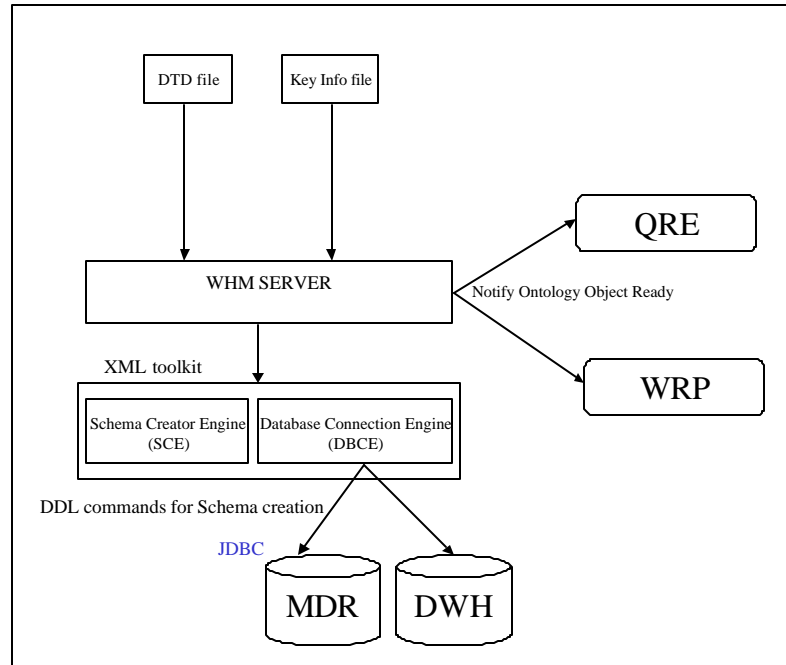 DTD file
Key Info file
QRE
WHM SERVER
Notify Ontology Object Ready
XML toolkit
WRP
Schema Creator Engine
(SCE)
Database Connection Engine
(DBCE)
DDL commands for Schema creation
JDBC
MDR
DWH